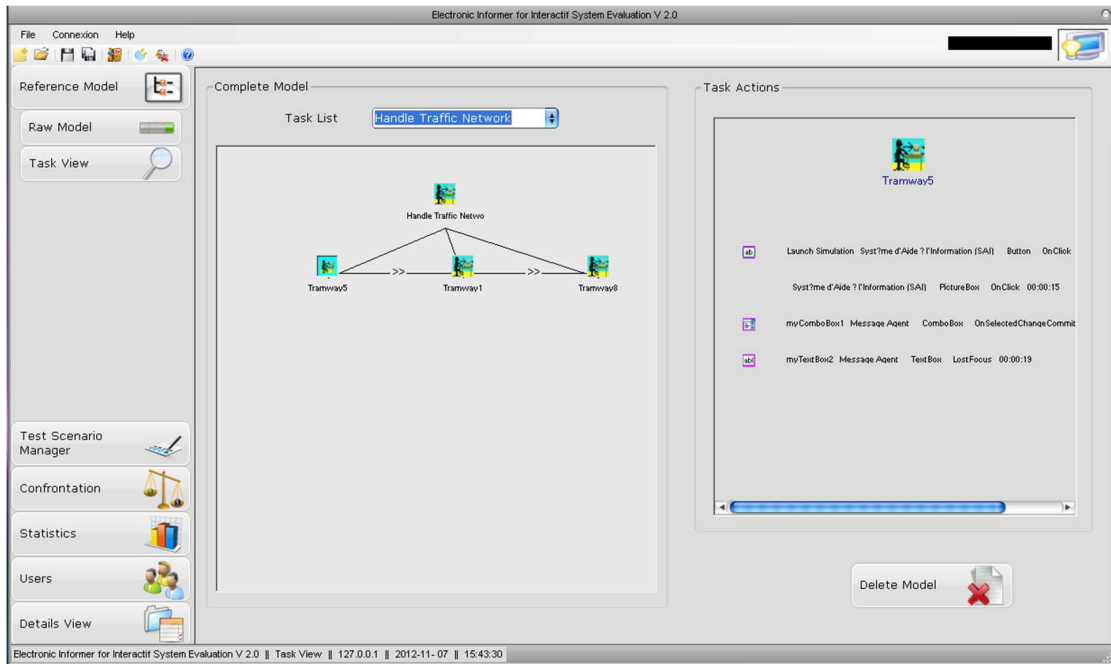 Electronic Informer for Interactif System Evaluation V 2.0
File Connexion Help
Reference Model
Raw Model
Task View
Test Scenario
Manager
Confrontation
Statistics
Users
Details View
Complete Model
Task List Handle Traffic Network
Handle Traffic Netwo
>> >>
Tramway5 Tramway1 Tramway8
Task Actions
Tramway5
ab Launch Simulation Syst?me d'Aide ? l'Information (SAI) Button OnClick
Syst?me d'Aide ? l'Information (SAI) PictureBox OnClick 00:00:15
myComboBox1 Message Agent ComboBox OnSelectedChangeCommit
abl myTextBox2 Message Agent TextBox LostFocus 00:00:19
Delete Model
Electronic Informer for Interactif System Evaluation V 2.0 || Task View || 127.0.0.1 || 2012-11- 07 || 15:43:30